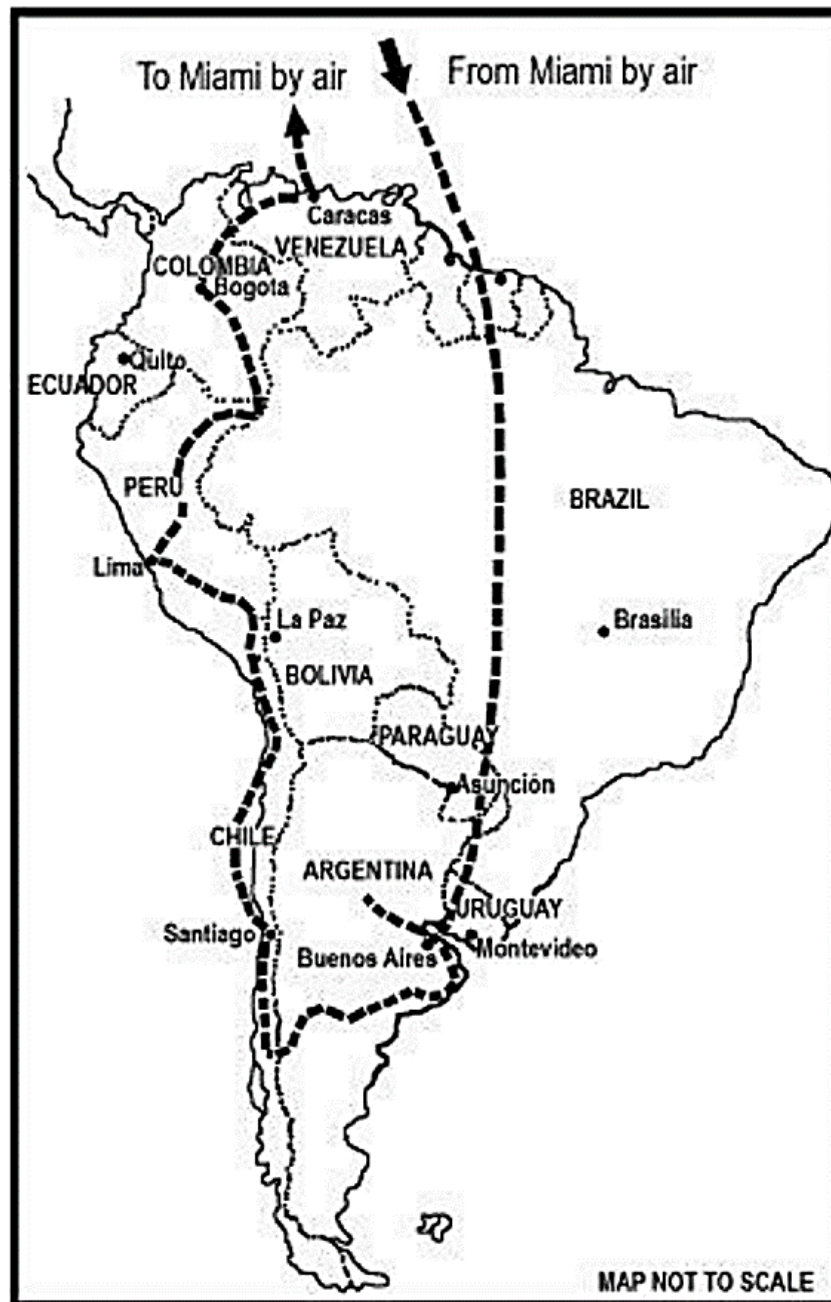 To Miami by air
From Miami by air
Caracas
VENEZUELA
COLOMBIA
Bogota
Quito
ECUADOR
PERU
BRAZIL
Lima
La Paz
Brasilia
BOLIVIA
PARAGUAY
Asunción
CHILE
ARGENTINA
URUGUAY
Santiago
Buenos Aires
Montevideo
MAP NOT TO SCALE